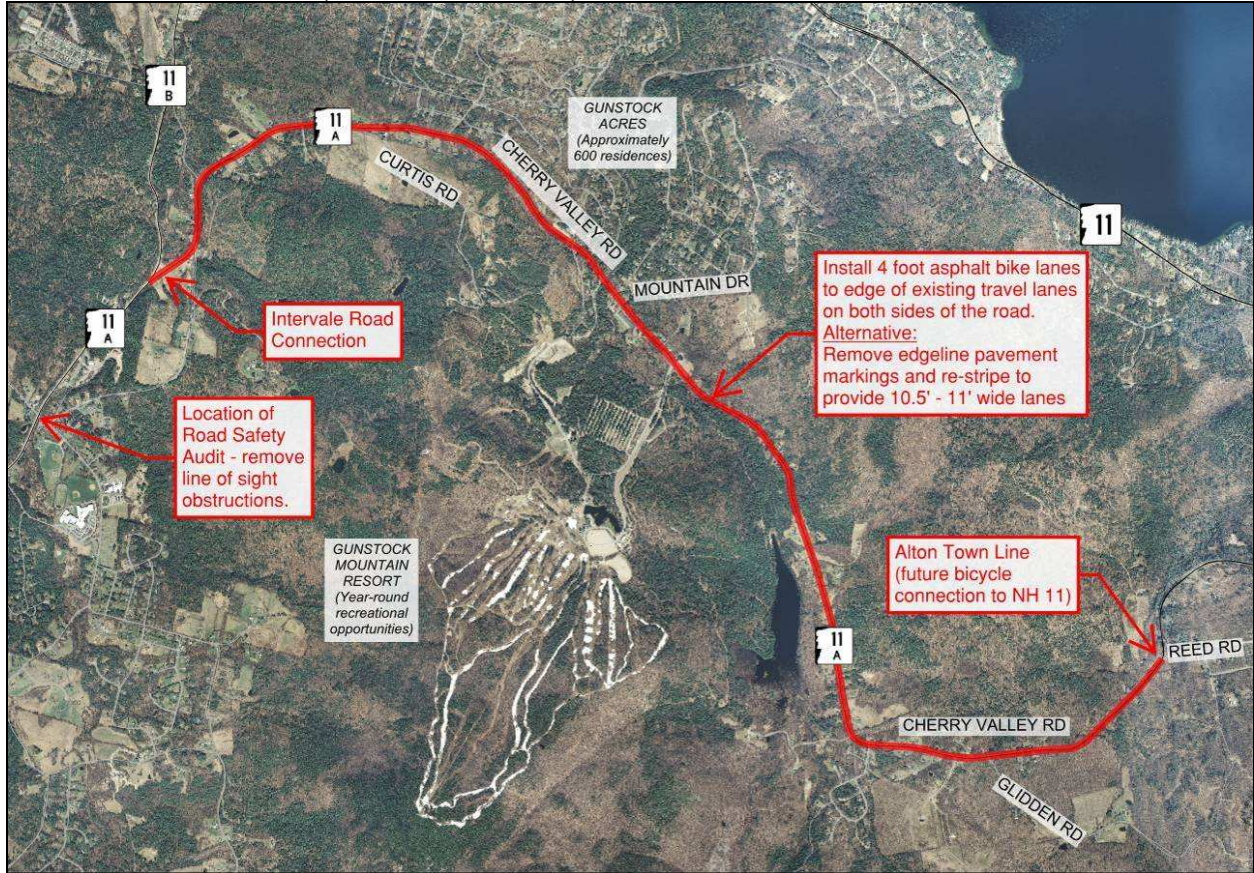 11
B
11
A
GUNSTOCK
ACRES
(Approximately
600 residences)
CURTIS RD
CHERRY VALLEY RD
11
MOUNTAIN DR
Install 4 foot asphalt bike lanes
to edge of existing travel lanes
on both sides of the road.
Alternative:
Remove edgeline pavement
markings and re-stripe to
provide 10.5' - 11' wide lanes
11
A
Intervale Road
Connection
Location of
Road Safety
Audit - remove
line of sight
obstructions.
GUNSTOCK
MOUNTAIN
RESORT
(Year-round
recreational
opportunities)
Alton Town Line
(future bicycle
connection to NH 11)
11
A
REED RD
CHERRY VALLEY RD
GLIDDEN RD